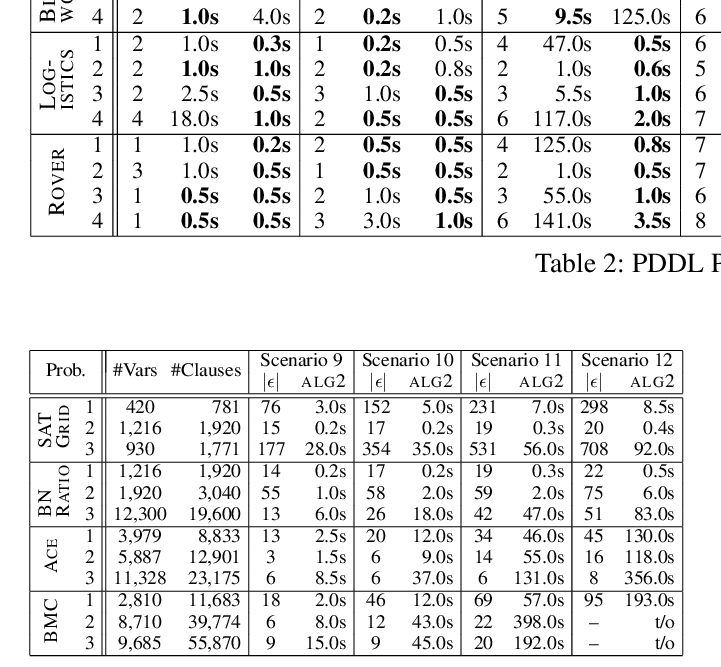 4 2 1.0s 4.0s 2 0.2s 1.0s 5 9.5s 125.0s 6
LOG-
ISTICS
1 2 1.0s 0.3s 1 0.2s 0.5s 4 47.0s 0.5s 6
2 2 1.0s 1.0s 2 0.2s 0.8s 2 1.0s 0.6s 5
3 2 2.5s 0.5s 3 1.0s 0.5s 3 5.5s 1.0s 6
4 4 18.0s 1.0s 2 0.5s 0.5s 6 117.0s 2.0s 7
ROVER
1 1 1.0s 0.2s 2 0.5s 0.5s 4 125.0s 0.8s 7
2 3 1.0s 0.5s 1 0.5s 0.5s 2 1.0s 0.5s 7
3 1 0.5s 0.5s 2 1.0s 0.5s 3 55.0s 1.0s 6
4 1 0.5s 0.5s 3 3.0s 1.0s 6 141.0s 3.5s 8
Table 2: PDDL P
Prob. #Vars #Clauses Scenario 9 Scenario 10 Scenario 11 Scenario 12
|ϵ| ALG2 |ϵ| ALG2 |ϵ| ALG2 |ϵ| ALG2
SAT
GRID
1 420 781 76 3.0s 152 5.0s 231 7.0s 298 8.5s
2 1,216 1,920 15 0.2s 17 0.2s 19 0.3s 20 0.4s
3 930 1,771 177 28.0s 354 35.0s 531 56.0s 708 92.0s
BN
RATIO
1 1,216 1,920 14 0.2s 17 0.2s 19 0.3s 22 0.5s
2 1,920 3,040 55 1.0s 58 2.0s 59 2.0s 75 6.0s
3 12,300 19,600 13 6.0s 26 18.0s 42 47.0s 51 83.0s
ACE
1 3,979 8,833 13 2.5s 20 12.0s 34 46.0s 45 130.0s
2 5,887 12,901 3 1.5s 6 9.0s 14 55.0s 16 118.0s
3 11,328 23,175 6 8.5s 6 37.0s 6 131.0s 8 356.0s
BMC
1 2,810 11,683 18 2.0s 46 12.0s 69 57.0s 95 193.0s
2 8,710 39,774 6 8.0s 12 43.0s 22 398.0s – t/o
3 9,685 55,870 9 15.0s 9 45.0s 20 192.0s – t/o